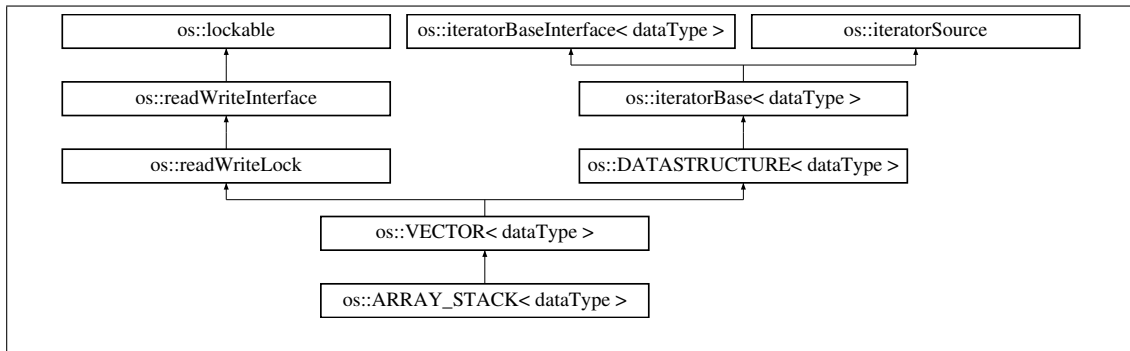 os::lockable
os::iteratorBaseInterface< dataType >
os::iteratorSource
os::readWriteInterface
os::iteratorBase< dataType >
os::readWriteLock
os::DATASTRUCTURE< dataType >
os::VECTOR< dataType >
os::ARRAY_STACK< dataType >